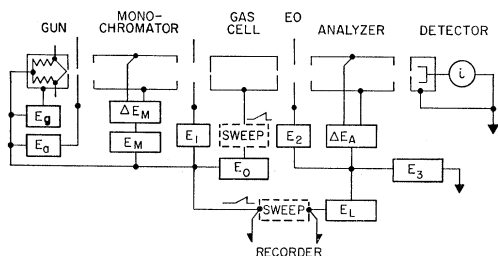 GUN
MONO-
CHROMATOR
GAS
CELL
EO
ANALYZER
DETECTOR
i
Eg
Ea
ΔEM
EM
E1
SWEEP
E0
E2
ΔEA
E3
SWEEP
EL
RECORDER